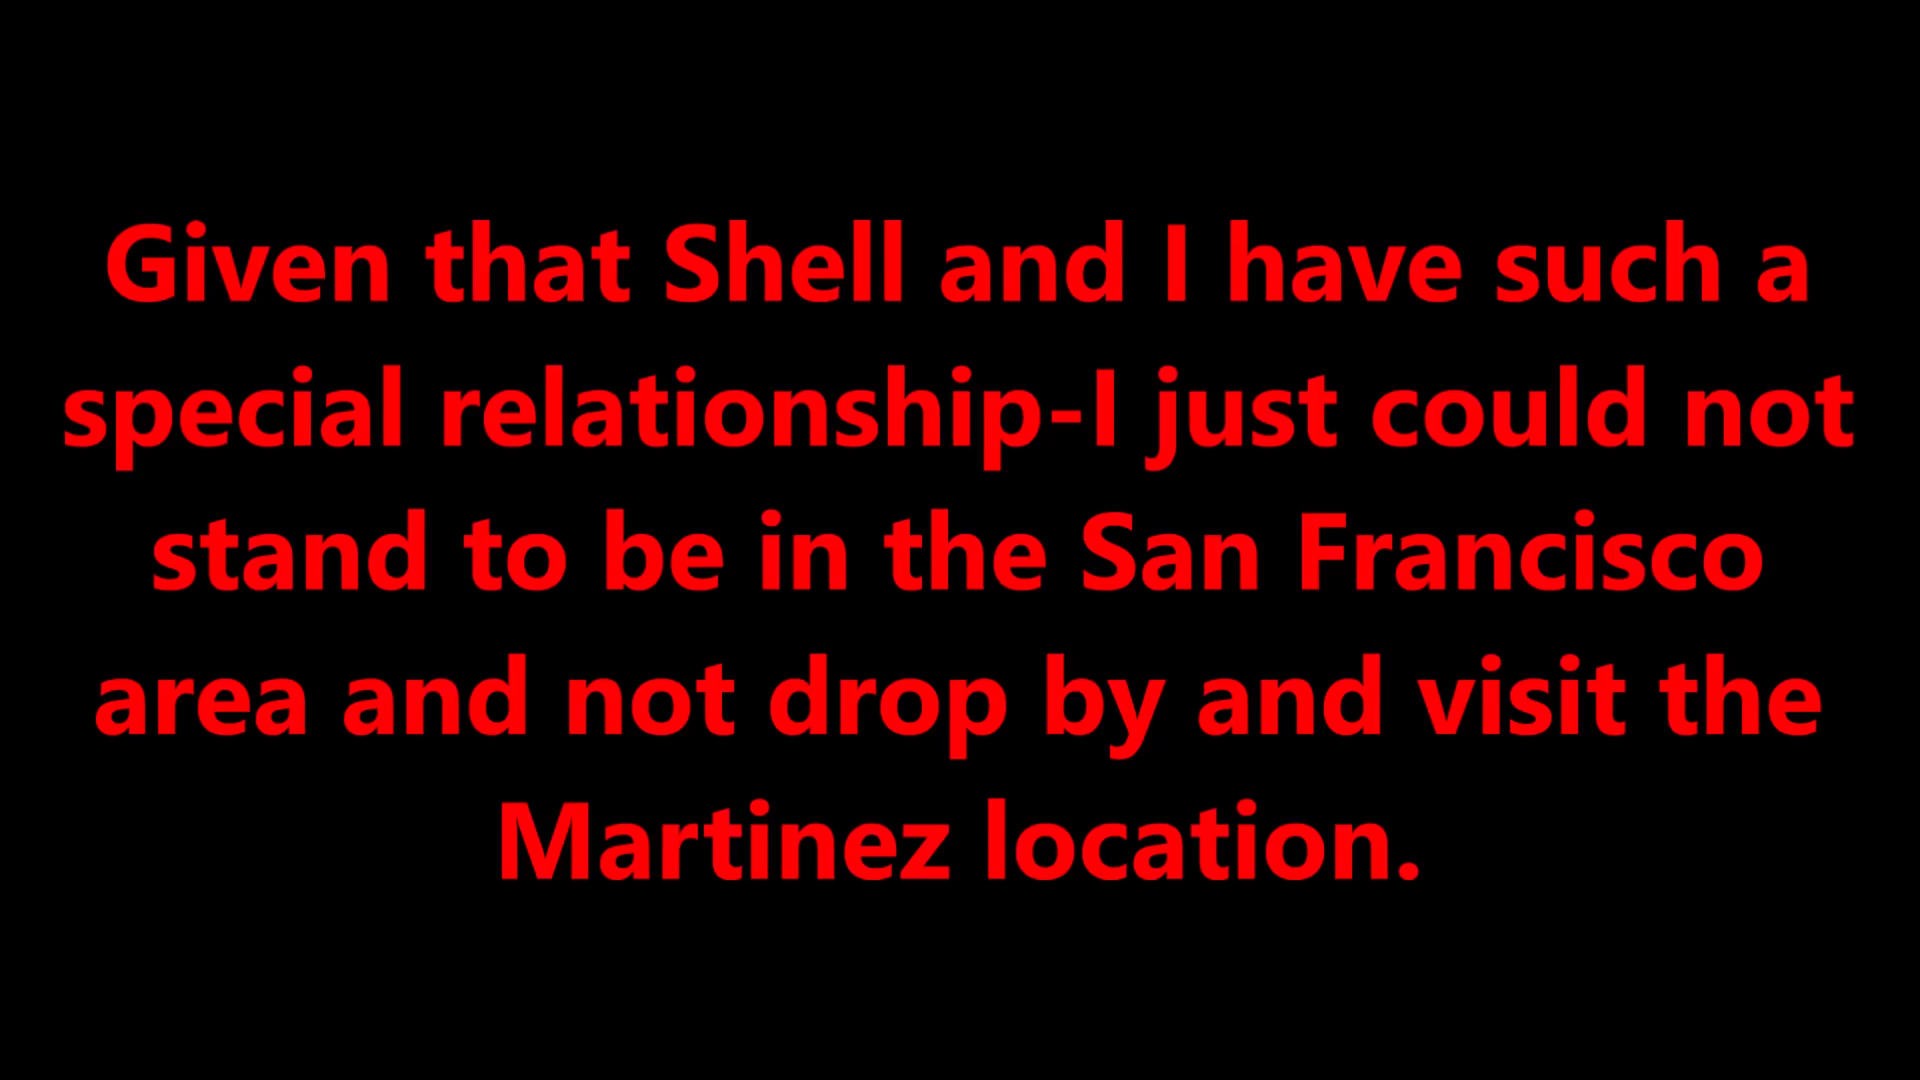 Given that Shell and I have such a
special relationship-I just could not
stand to be in the San Francisco
area and not drop by and visit the
Martinez location.